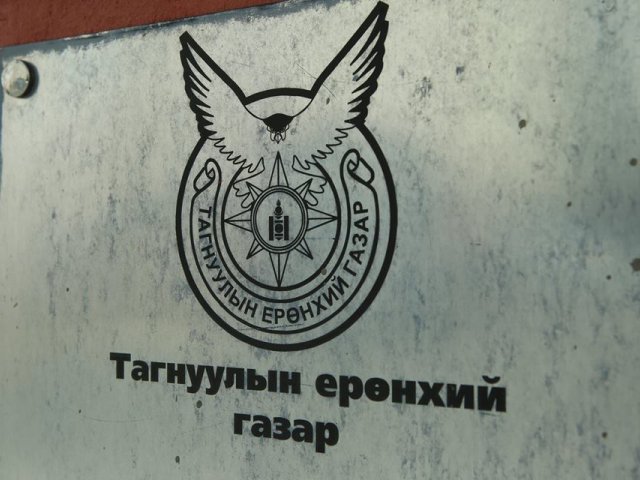 ТАГНУУЛЫН ЕРӨНХИЙ ГАЗАР
Тагнуулын ерөнхий
газар